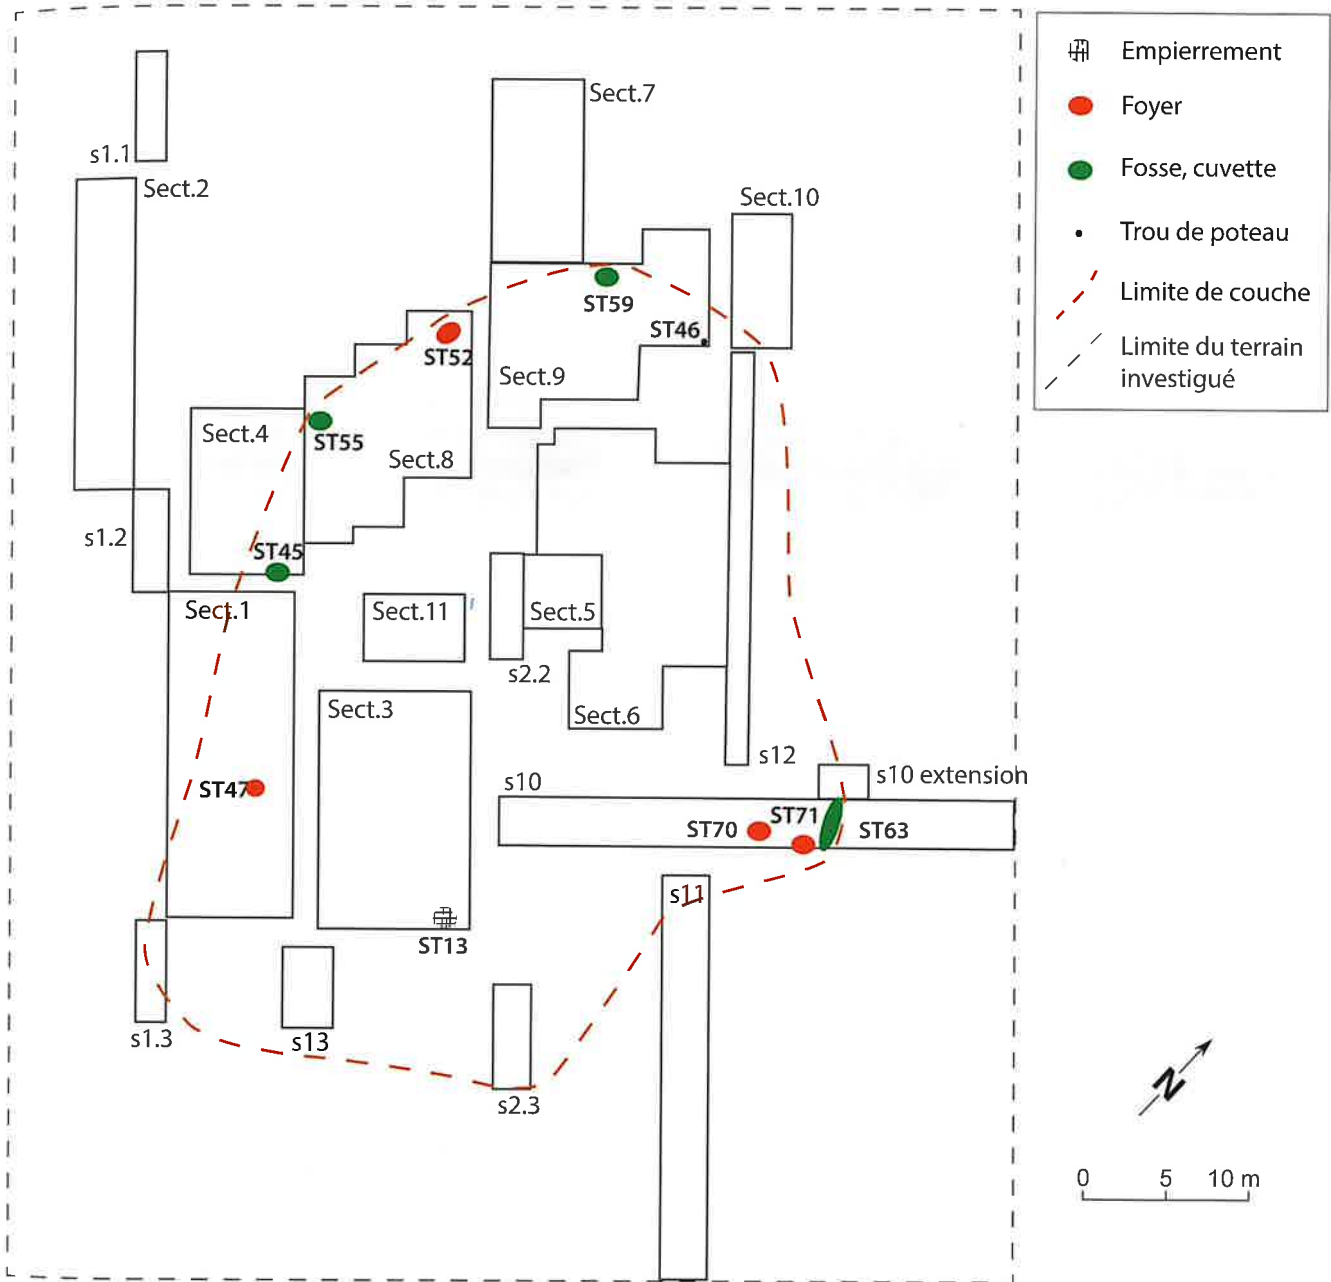 Empierrement
Foyer
Fosse, cuvette
Trou de poteau
Limite de couche
Limite du terrain
investigué
Sect.7
s1.1
Sect.2
Sect.10
ST59
ST46
ST52
Sect.9
Sect.4
ST55
Sect.8
s1.2
ST45
Sect.1
Sect.11
Sect.5
s2.2
Sect.3
Sect.6
s12
s10
s10 extension
ST47
ST71
ST70
ST63
s11
ST13
s1.3
s13
s2.3
N
0 5 10 m